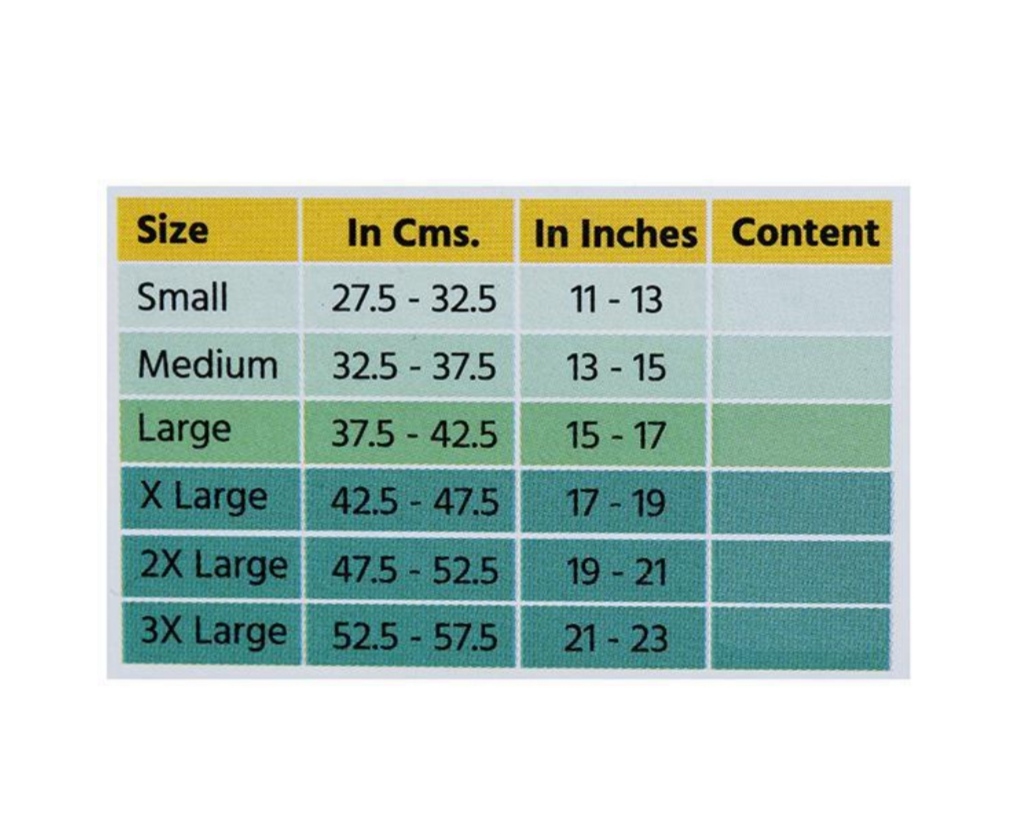 Size In Cms. In Inches Content
Small 27.5 - 32.5 11 - 13
Medium 32.5 - 37.5 13 - 15
Large 37.5 - 42.5 15 - 17
X Large 42.5 - 47.5 17 - 19
2X Large 47.5 - 52.5 19 - 21
3X Large 52.5 - 57.5 21 - 23